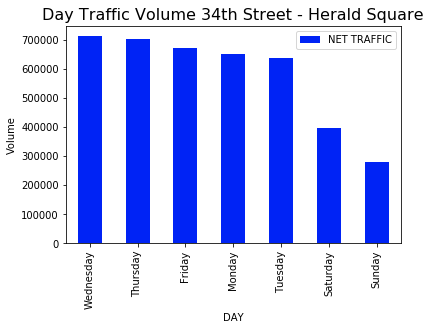 Day Traffic Volume 34th Street - Herald Square
NET TRAFFIC
Volume
700000
600000
500000
400000
300000
200000
100000
0
Wednesday
Thursday
Friday
Monday
Tuesday
Saturday
Sunday
DAY